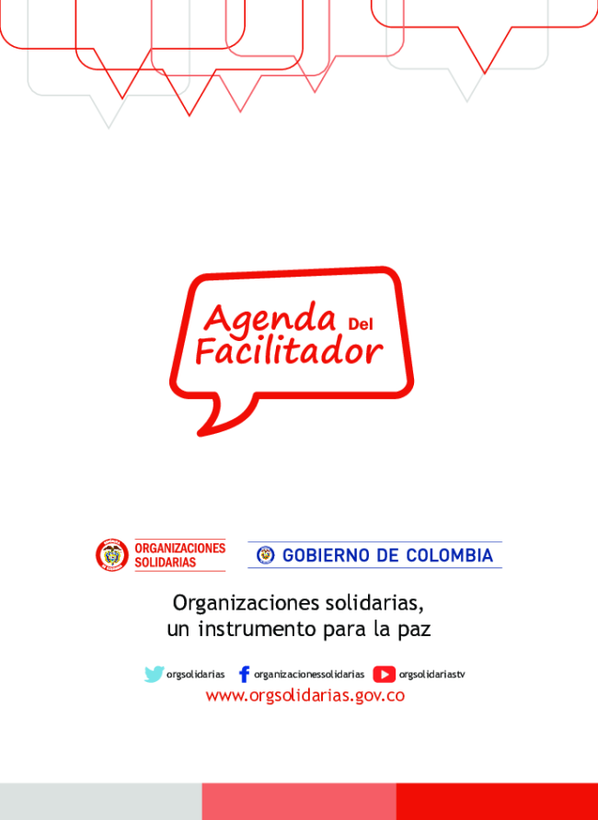 Agenda Del
Facilitador
ORGANIZACIONES
SOLIDARIAS
GOBIERNO DE COLOMBIA
Organizaciones solidarias,
un instrumento para la paz
orgsolidarias organizacionessolidarias orgsolidariastv
www.orgsolidarias.gov.co